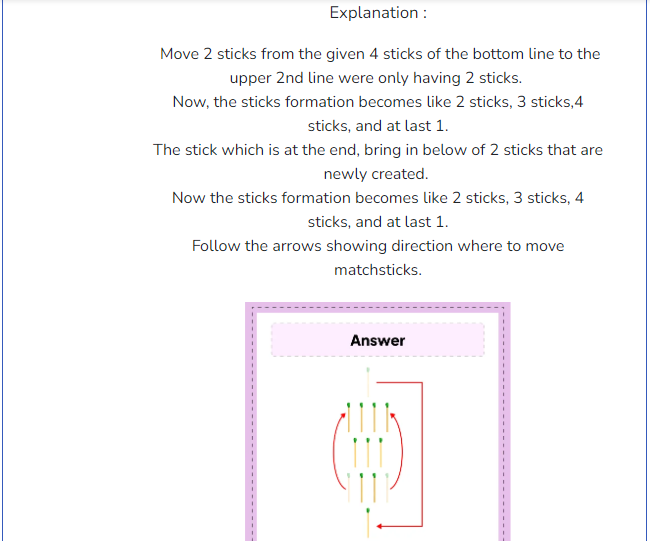 Explanation :
Move 2 sticks from the given 4 sticks of the bottom line to the
upper 2nd line were only having 2 sticks.
Now, the sticks formation becomes like 2 sticks, 3 sticks,4
sticks, and at last 1.
The stick which is at the end, bring in below of 2 sticks that are
newly created.
Now the sticks formation becomes like 2 sticks, 3 sticks, 4
sticks, and at last 1.
Follow the arrows showing direction where to move
matchsticks.
Answer